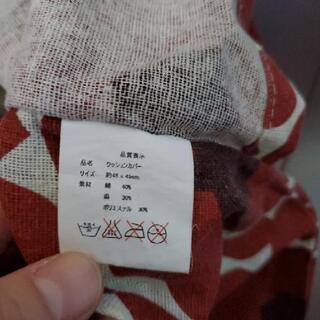 品質表示
品名 クッションカバー
サイズ 約45×45cm
素材 綿 40%
麻 30%
ポリエステル 30%